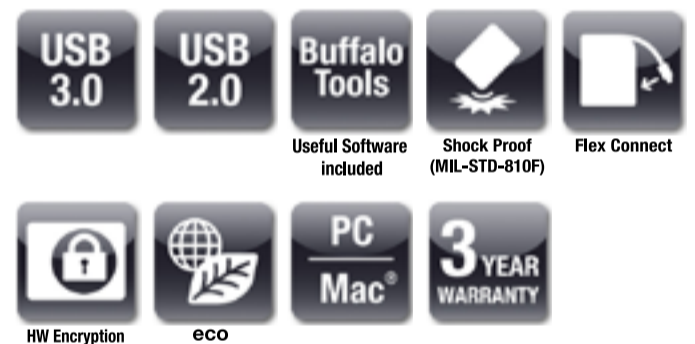 USB
3.0
USB
2.0
Buffalo
Tools
Useful Software
included
Shock Proof
(MIL-STD-810F)
Flex Connect
HW Encryption
eco
PC
Mac®
3 YEAR
WARRANTY